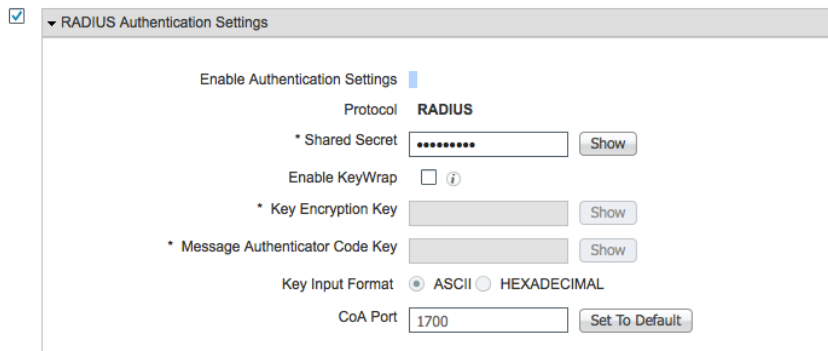 RADIUS Authentication Settings
Enable Authentication Settings
Protocol RADIUS
* Shared Secret ••••••••• Show
Enable KeyWrap i
* Key Encryption Key Show
* Message Authenticator Code Key Show
Key Input Format ASCII HEXADECIMAL
CoA Port 1700 Set To Default